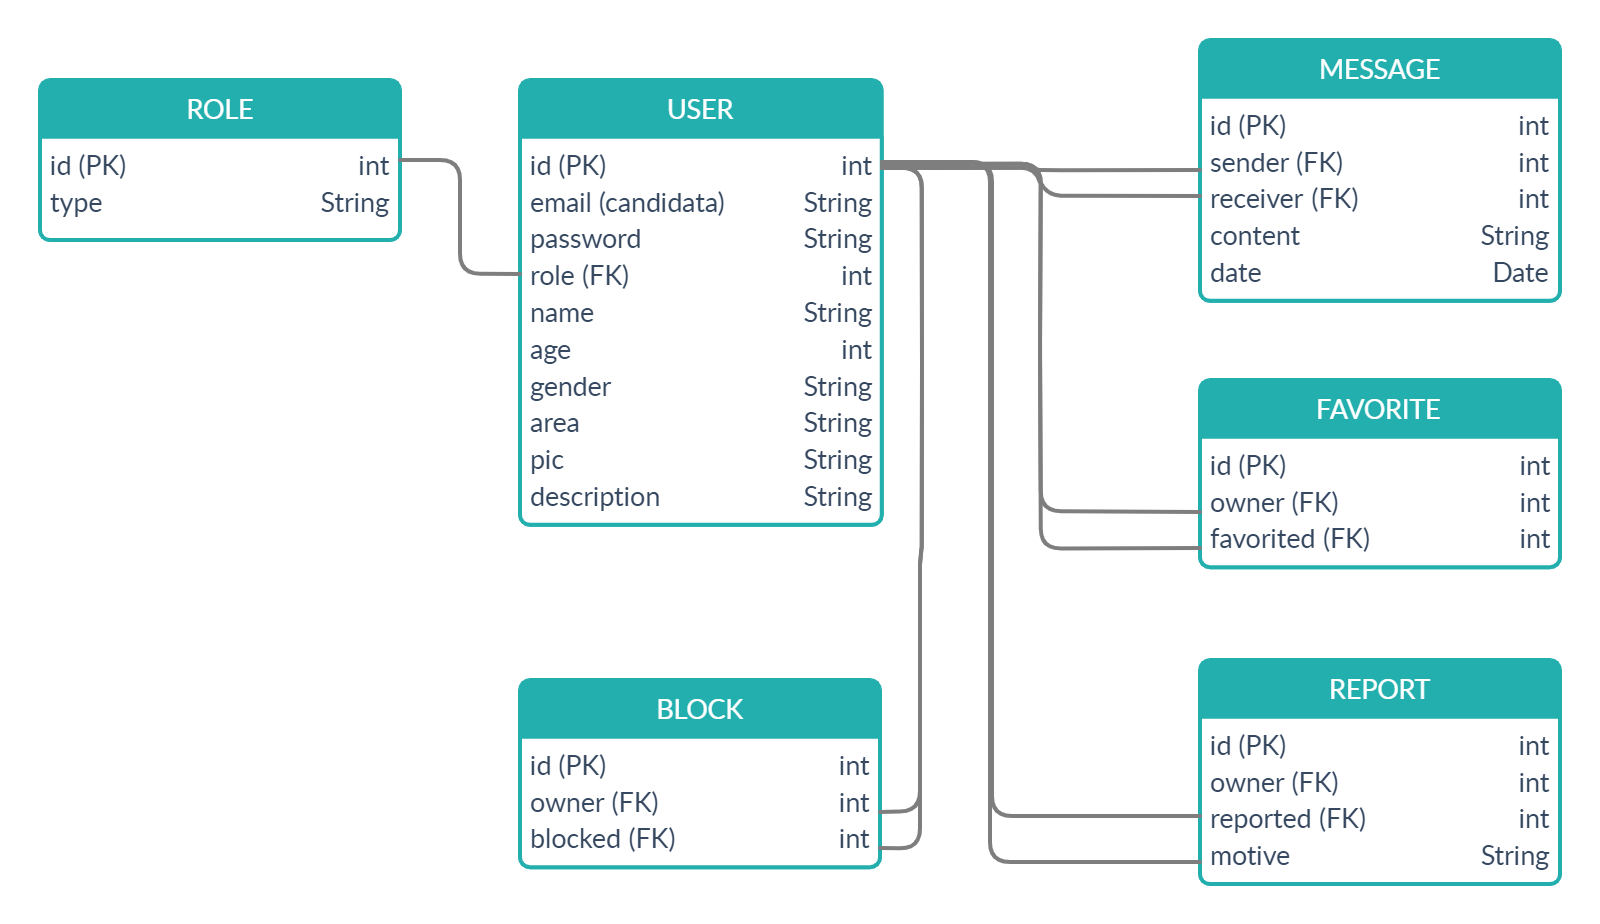 ROLE
id (PK) int
type String
USER
id (PK) int
email (candidata) String
password String
role (FK) int
name String
age int
gender String
area String
pic String
description String
MESSAGE
id (PK) int
sender (FK) int
receiver (FK) int
content String
date Date
FAVORITE
id (PK) int
owner (FK) int
favorited (FK) int
BLOCK
id (PK) int
owner (FK) int
blocked (FK) int
REPORT
id (PK) int
owner (FK) int
reported (FK) int
motive String